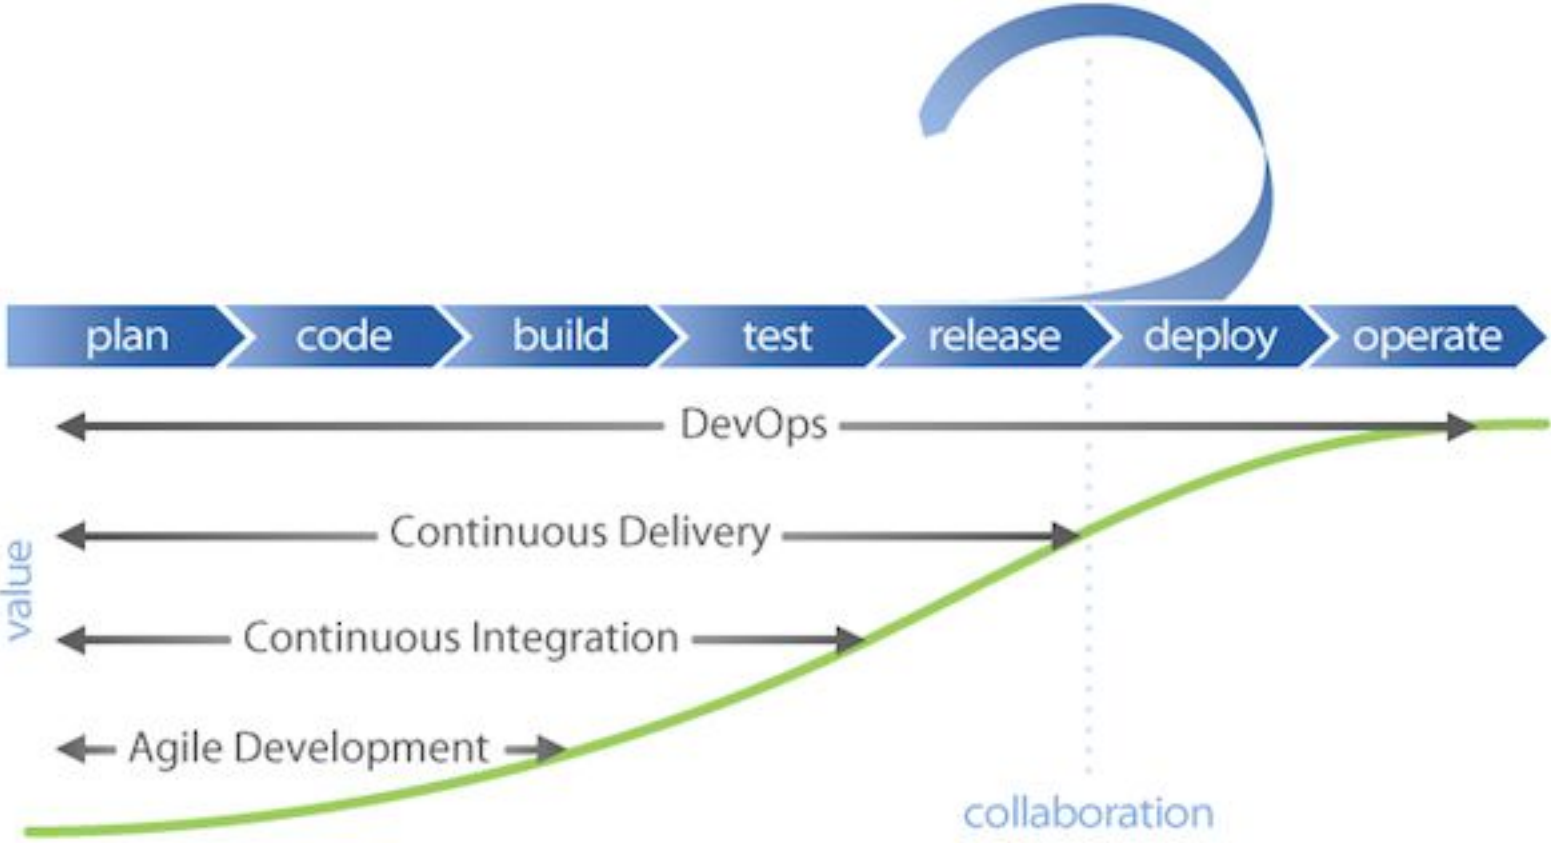 plan
code
build
test
release
deploy
operate
DevOps
Continuous Delivery
value
Continuous Integration
Agile Development
collaboration